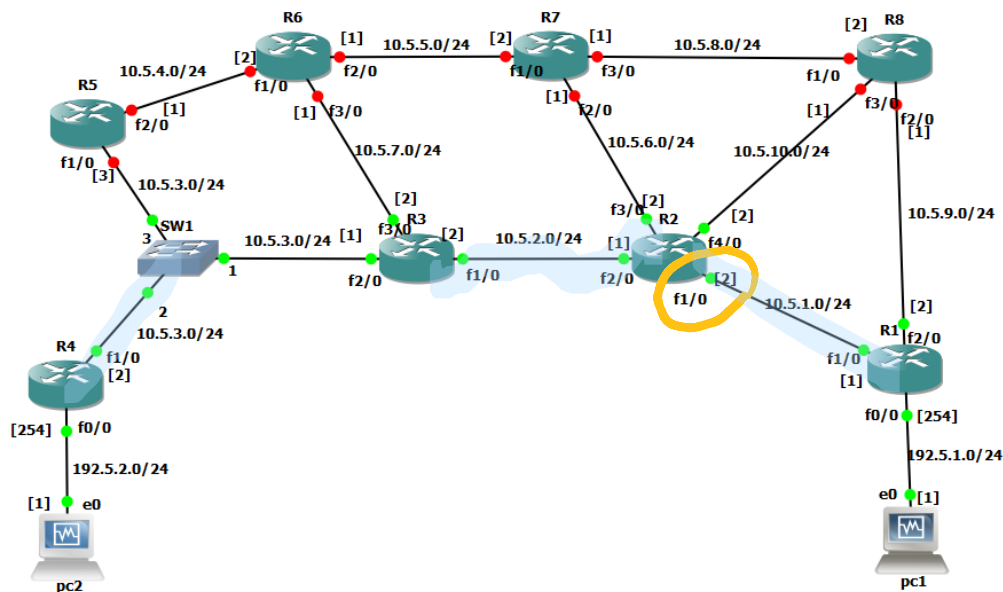 R6
[1]
10.5.5.0/24
[2]
R7
[1]
10.5.8.0/24
[2]
R8
[2]
f2/0
f1/0
f3/0
f1/0
10.5.4.0/24
f1/0
[1]
f2/0
f3/0
R5
[1]
f2/0
[1]
f3/0
[1]
f2/0
[1]
f1/0
[3]
10.5.3.0/24
10.5.7.0/24
10.5.6.0/24
10.5.10.0/24
10.5.9.0/24
SW1
3
[2]
R3
f3/0
[2]
[2]
R2
f3/0
[2]
f4/0
10.5.3.0/24
[1]
10.5.2.0/24
[1]
1
f2/0
f1/0
f2/0
[2]
f1/0
10.5.1.0/24
2
10.5.3.0/24
[2]
R1
f2/0
R4
f1/0
[2]
f1/0
[1]
[254]
f0/0
f0/0
[254]
192.5.2.0/24
192.5.1.0/24
[1]
e0
e0
[1]
pc2
pc1